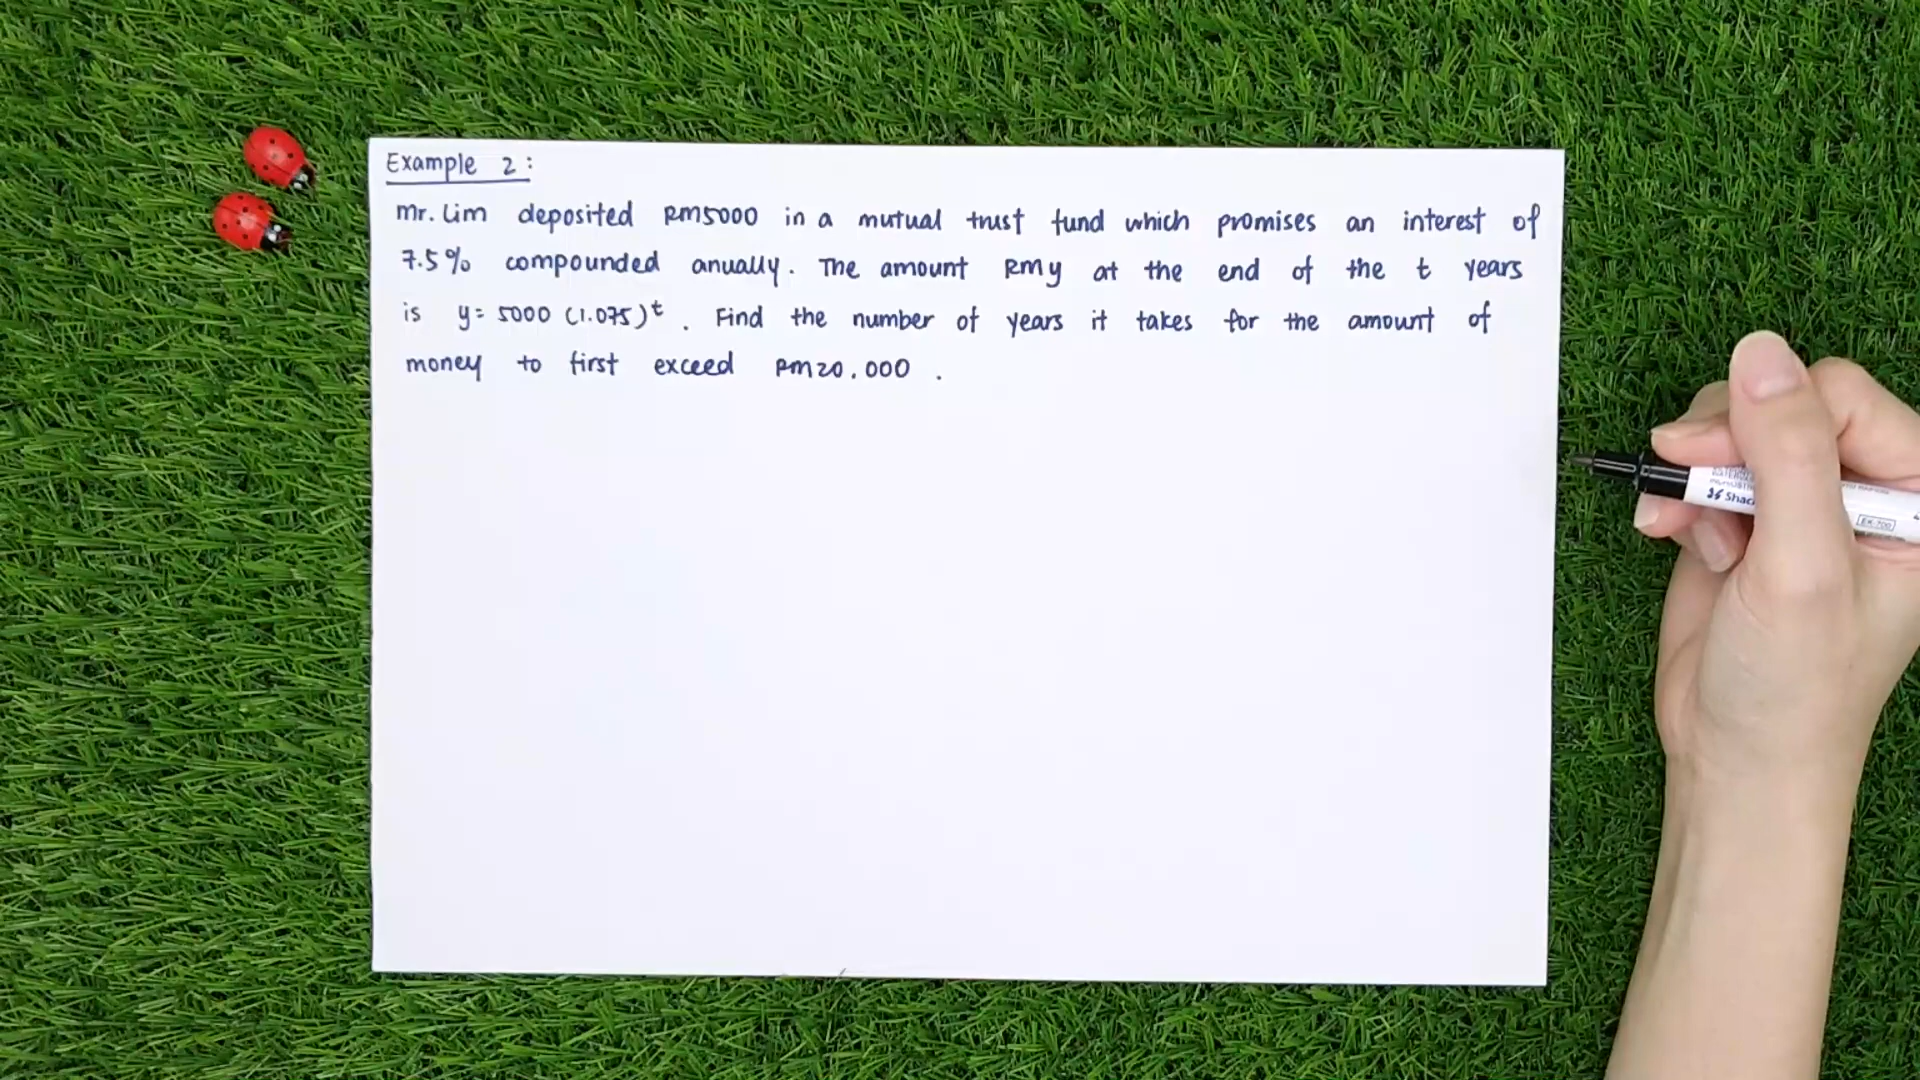 Example 2:
Mr. Lim deposited RM5000 in a mutual trust fund which promises an interest of
7.5% compounded anually. The amount RMy at the end of the t years
is y = 5000 (1.075)^t . Find the number of years it takes for the amount of
money to first exceed RM20.000 .
EK-700